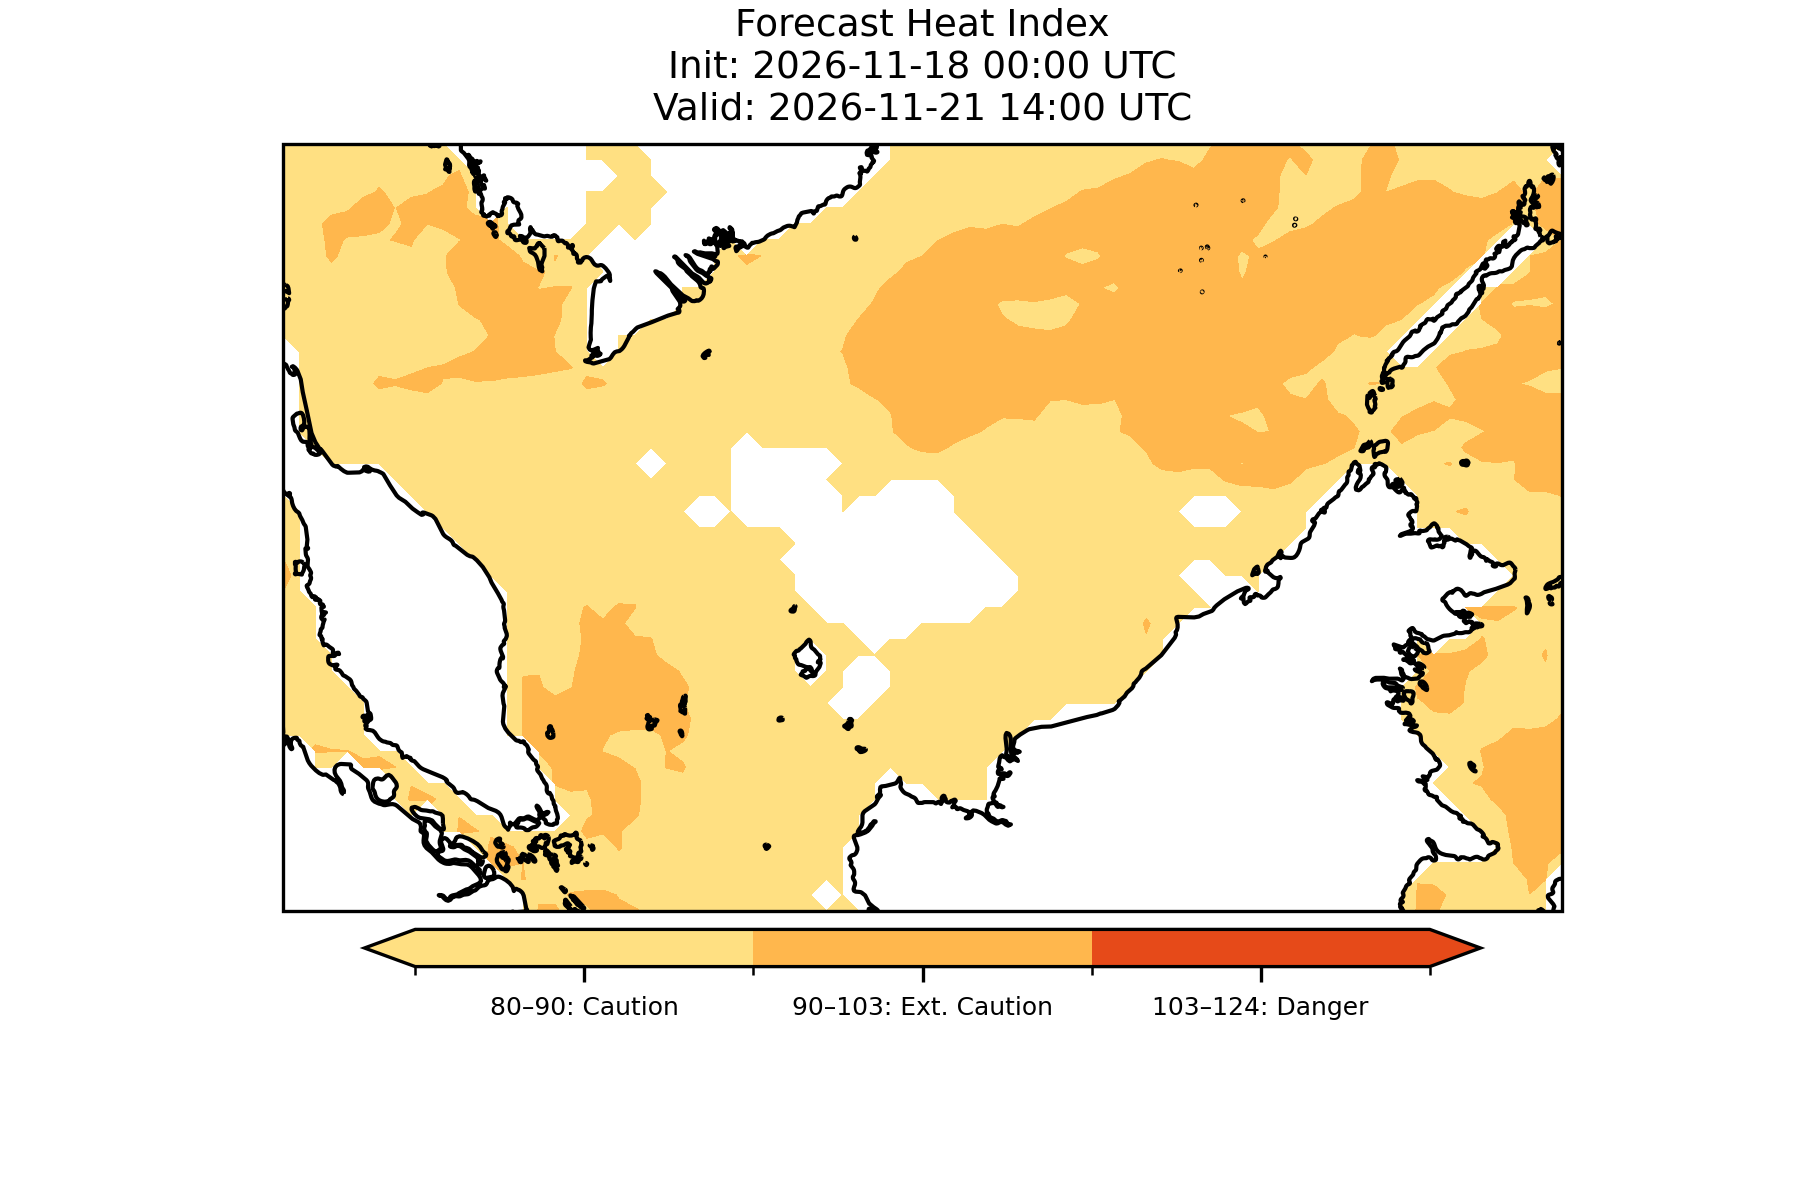 Forecast Heat Index
Init: 2026-11-18 00:00 UTC
Valid: 2026-11-21 14:00 UTC
80–90: Caution
90–103: Ext. Caution
103–124: Danger